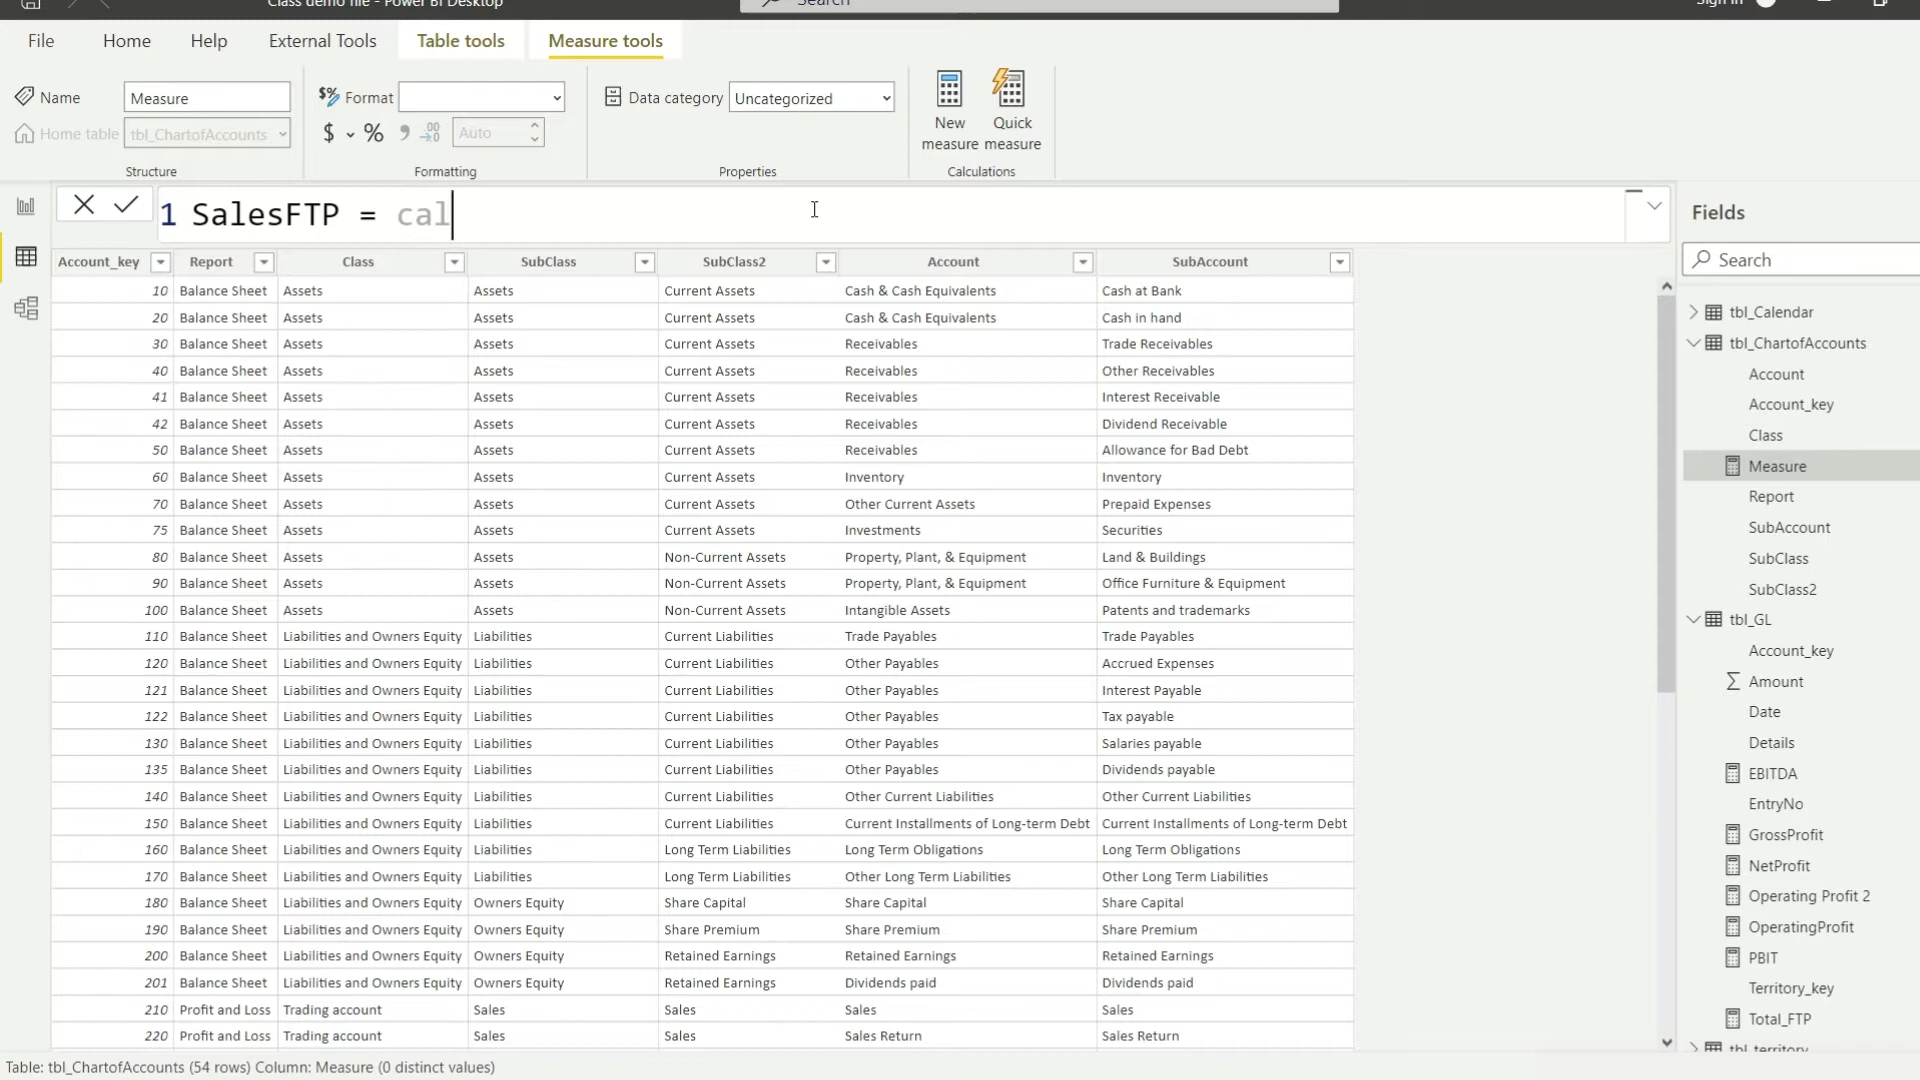 Class demo file - Power BI Desktop
Search
Sign in
File Home Help External Tools Table tools Measure tools
Name Measure
Home table tbl_ChartofAccounts
Structure
Format
$ % Auto
Formatting
Data category Uncategorized
Properties
New measure
Quick measure
Calculations
1 SalesFTP = cal
Account_key Report Class SubClass SubClass2 Account SubAccount
10 Balance Sheet Assets Assets Current Assets Cash & Cash Equivalents Cash at Bank
20 Balance Sheet Assets Assets Current Assets Cash & Cash Equivalents Cash in hand
30 Balance Sheet Assets Assets Current Assets Receivables Trade Receivables
40 Balance Sheet Assets Assets Current Assets Receivables Other Receivables
41 Balance Sheet Assets Assets Current Assets Receivables Interest Receivable
42 Balance Sheet Assets Assets Current Assets Receivables Dividend Receivable
50 Balance Sheet Assets Assets Current Assets Receivables Allowance for Bad Debt
60 Balance Sheet Assets Assets Current Assets Inventory Inventory
70 Balance Sheet Assets Assets Current Assets Other Current Assets Prepaid Expenses
75 Balance Sheet Assets Assets Current Assets Investments Securities
80 Balance Sheet Assets Assets Non-Current Assets Property, Plant, & Equipment Land & Buildings
90 Balance Sheet Assets Assets Non-Current Assets Property, Plant, & Equipment Office Furniture & Equipment
100 Balance Sheet Assets Assets Non-Current Assets Intangible Assets Patents and trademarks
110 Balance Sheet Liabilities and Owners Equity Liabilities Current Liabilities Trade Payables Trade Payables
120 Balance Sheet Liabilities and Owners Equity Liabilities Current Liabilities Other Payables Accrued Expenses
121 Balance Sheet Liabilities and Owners Equity Liabilities Current Liabilities Other Payables Interest Payable
122 Balance Sheet Liabilities and Owners Equity Liabilities Current Liabilities Other Payables Tax payable
130 Balance Sheet Liabilities and Owners Equity Liabilities Current Liabilities Other Payables Salaries payable
135 Balance Sheet Liabilities and Owners Equity Liabilities Current Liabilities Other Payables Dividends payable
140 Balance Sheet Liabilities and Owners Equity Liabilities Current Liabilities Other Current Liabilities Other Current Liabilities
150 Balance Sheet Liabilities and Owners Equity Liabilities Current Liabilities Current Installments of Long-term Debt Current Installments of Long-term Debt
160 Balance Sheet Liabilities and Owners Equity Liabilities Long Term Liabilities Long Term Obligations Long Term Obligations
170 Balance Sheet Liabilities and Owners Equity Liabilities Long Term Liabilities Other Long Term Liabilities Other Long Term Liabilities
180 Balance Sheet Liabilities and Owners Equity Owners Equity Share Capital Share Capital Share Capital
190 Balance Sheet Liabilities and Owners Equity Owners Equity Share Premium Share Premium Share Premium
200 Balance Sheet Liabilities and Owners Equity Owners Equity Retained Earnings Retained Earnings Retained Earnings
201 Balance Sheet Liabilities and Owners Equity Owners Equity Retained Earnings Dividends paid Dividends paid
210 Profit and Loss Trading account Sales Sales Sales Sales
220 Profit and Loss Trading account Sales Sales Sales Return Sales Return
Table: tbl_ChartofAccounts (54 rows) Column: Measure (0 distinct values)
Fields
Search
tbl_Calendar
tbl_ChartofAccounts
Account
Account_key
Class
Measure
Report
SubAccount
SubClass
SubClass2
tbl_GL
Account_key
Amount
Date
Details
EBITDA
EntryNo
GrossProfit
NetProfit
Operating Profit 2
OperatingProfit
PBIT
Territory_key
Total_FTP
tbl_territory